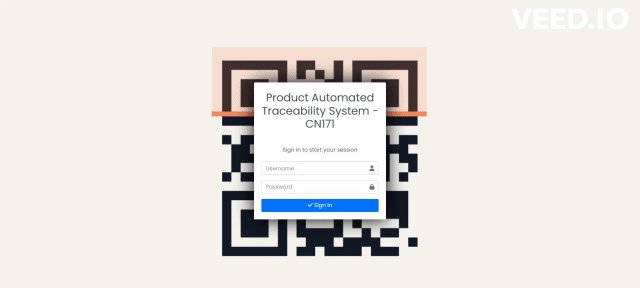 VEED.IO
Product Automated
Traceability System -
CN171
Sign in to start your session
Username
Password
Sign In